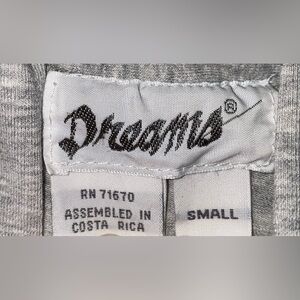 Dreams®
RN 71670
ASSEMBLED IN
COSTA RICA
SMALL